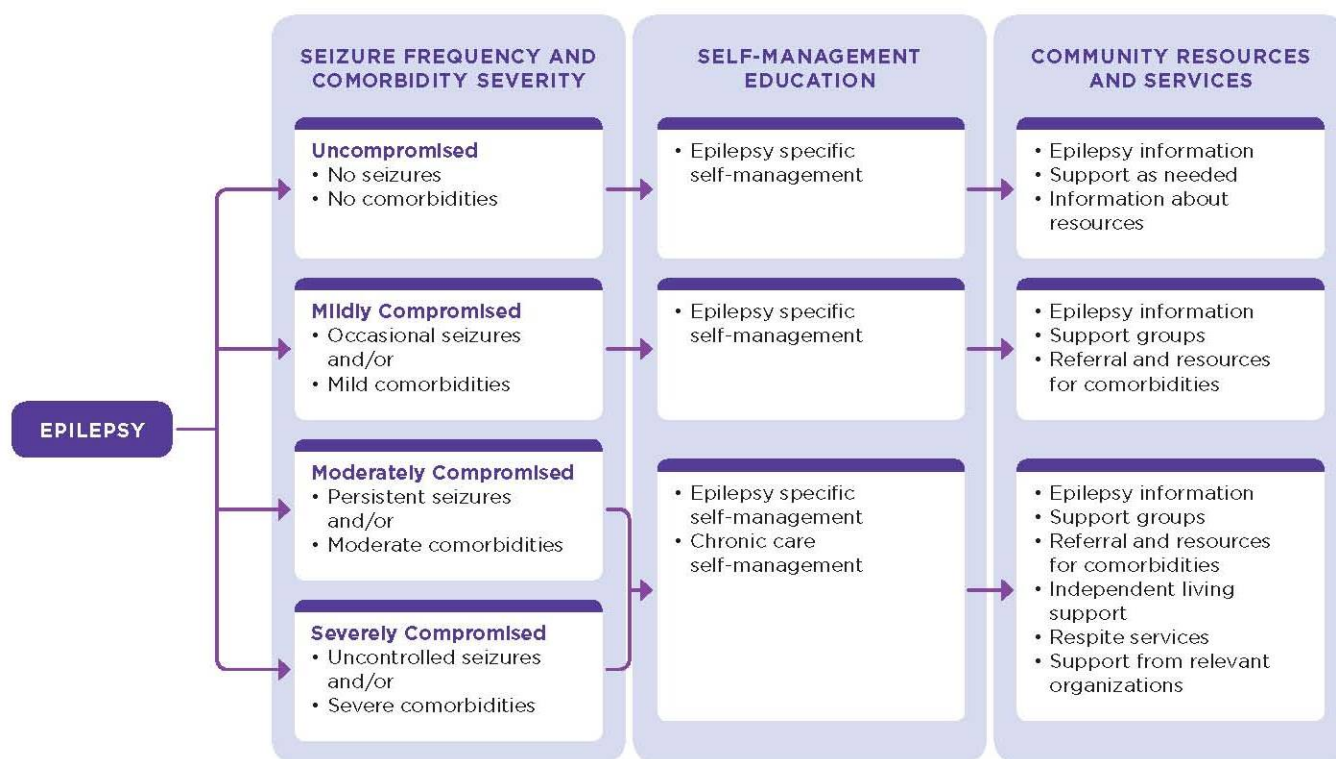 SEIZURE FREQUENCY AND
COMORBIDITY SEVERITY
SELF-MANAGEMENT
EDUCATION
COMMUNITY RESOURCES
AND SERVICES
Uncompromised
• No seizures
• No comorbidities
• Epilepsy specific
self-management
• Epilepsy information
• Support as needed
• Information about
resources
Mildly Compromised
• Occasional seizures
and/or
• Mild comorbidities
• Epilepsy specific
self-management
• Epilepsy information
• Support groups
• Referral and resources
for comorbidities
EPILEPSY
Moderately Compromised
• Persistent seizures
and/or
• Moderate comorbidities
Severely Compromised
• Uncontrolled seizures
and/or
• Severe comorbidities
• Epilepsy specific
self-management
• Chronic care
self-management
• Epilepsy information
• Support groups
• Referral and resources
for comorbidities
• Independent living
support
• Respite services
• Support from relevant
organizations